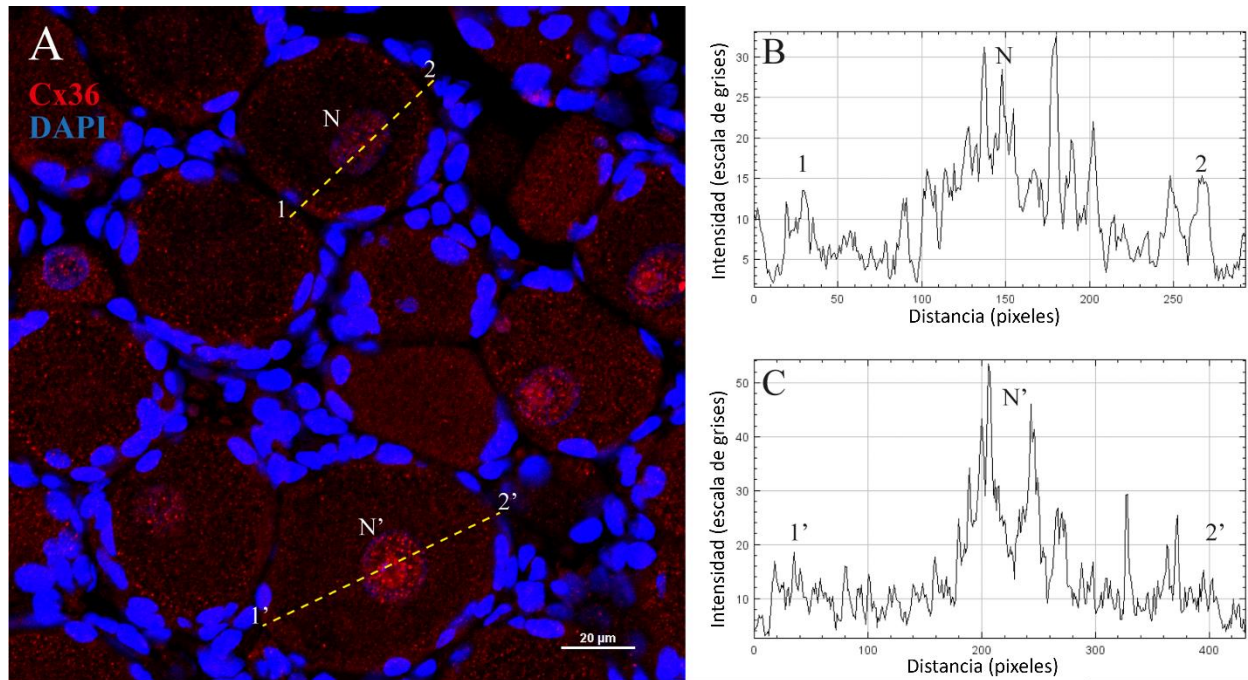 A
Cx36
DAPI
N
2
1
N'
2'
1'
20 µm
B
Intensidad (escala de grises)
30
25
20
15
10
5
1
N
2
0
50
100
150
200
250
Distancia (pixeles)
C
Intensidad (escala de grises)
50
40
30
20
10
1'
N'
2'
0
100
200
300
400
Distancia (pixeles)